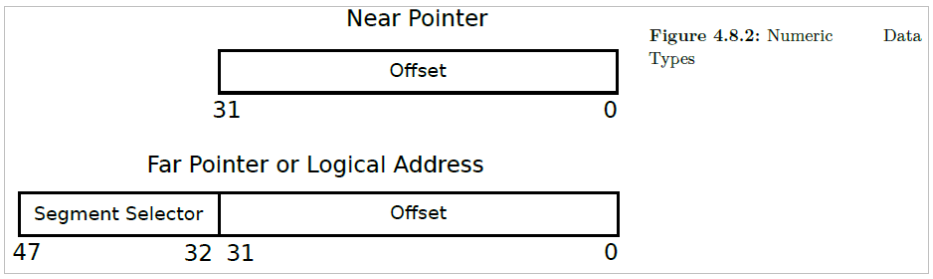 Near Pointer
Offset
31 0
Far Pointer or Logical Address
Segment Selector Offset
47 32 31 0
Figure 4.8.2: Numeric Data
Types